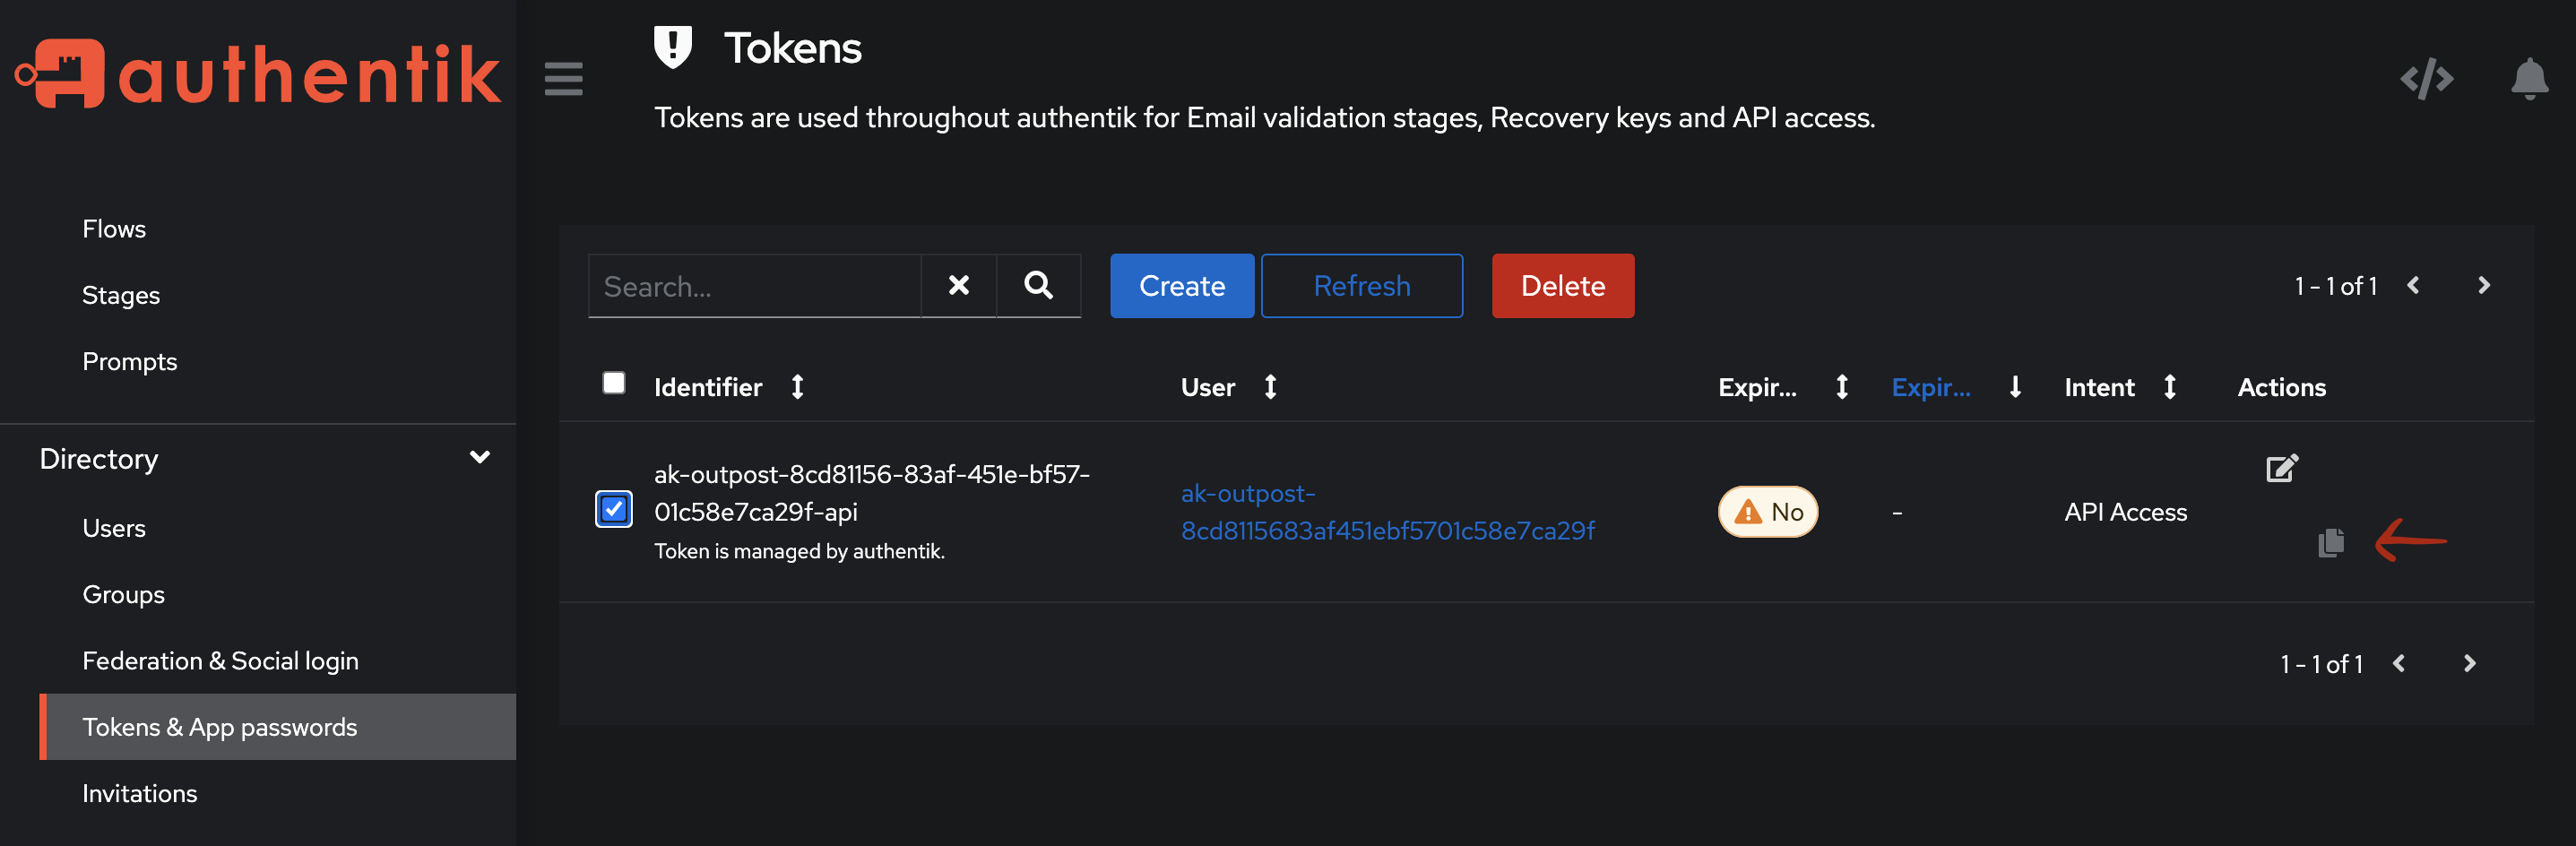 authentik
Tokens
Tokens are used throughout authentik for Email validation stages, Recovery keys and API access.
Flows
Stages
Prompts
Directory
Users
Groups
Federation & Social login
Tokens & App passwords
Invitations
Search...
Create
Refresh
Delete
1 - 1 of 1
Identifier
User
Expir...
Expir...
Intent
Actions
ak-outpost-8cd81156-83af-451e-bf57-
01c58e7ca29f-api
Token is managed by authentik.
ak-outpost-
8cd8115683af451ebf5701c58e7ca29f
No
-
API Access
1 - 1 of 1